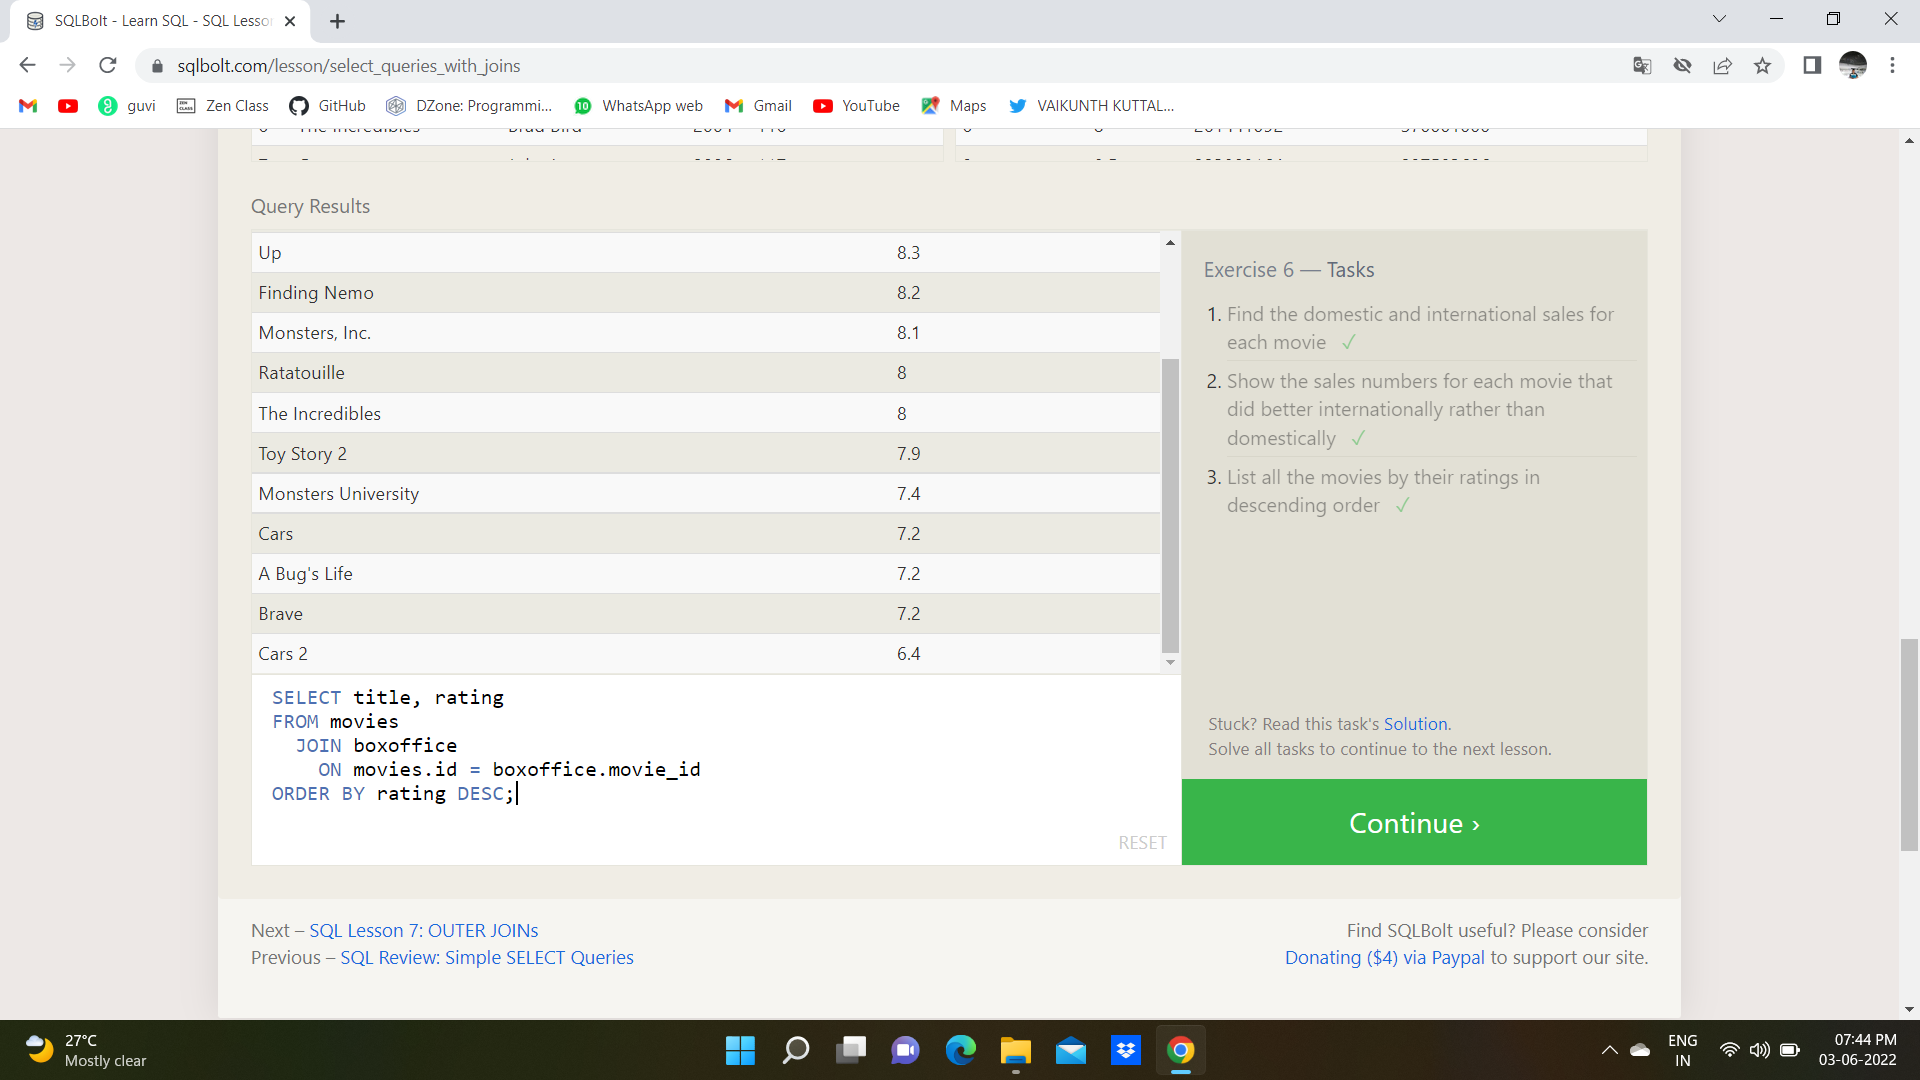 SQLBolt - Learn SQL - SQL Lesson
sqlbolt.com/lesson/select_queries_with_joins
guvi
Zen Class
GitHub
DZone: Programmi...
WhatsApp web
Gmail
YouTube
Maps
VAIKUNTH KUTTAL...
Query Results
Up 8.3
Finding Nemo 8.2
Monsters, Inc. 8.1
Ratatouille 8
The Incredibles 8
Toy Story 2 7.9
Monsters University 7.4
Cars 7.2
A Bug's Life 7.2
Brave 7.2
Cars 2 6.4
SELECT title, rating
FROM movies
JOIN boxoffice
ON movies.id = boxoffice.movie_id
ORDER BY rating DESC;
RESET
Exercise 6 — Tasks
1. Find the domestic and international sales for
each movie ✓
2. Show the sales numbers for each movie that
did better internationally rather than
domestically ✓
3. List all the movies by their ratings in
descending order ✓
Stuck? Read this task's Solution.
Solve all tasks to continue to the next lesson.
Continue ›
Next – SQL Lesson 7: OUTER JOINs
Previous – SQL Review: Simple SELECT Queries
Find SQLBolt useful? Please consider
Donating ($4) via Paypal to support our site.
27°C
Mostly clear
ENG
IN
07:44 PM
03-06-2022